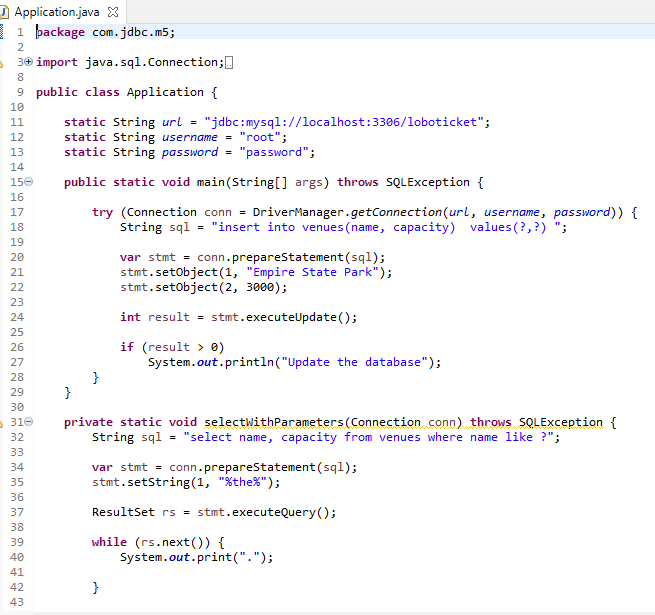 Application.java
1 package com.jdbc.m5;
2
3 import java.sql.Connection;
8
9 public class Application {
10
11     static String url = "jdbc:mysql://localhost:3306/loboticket";
12     static String username = "root";
13     static String password = "password";
14
15     public static void main(String[] args) throws SQLException {
16
17         try (Connection conn = DriverManager.getConnection(url, username, password)) {
18             String sql = "insert into venues(name, capacity)  values(?,?) ";
19
20             var stmt = conn.prepareStatement(sql);
21             stmt.setObject(1, "Empire State Park");
22             stmt.setObject(2, 3000);
23
24             int result = stmt.executeUpdate();
25
26             if (result > 0)
27                 System.out.println("Update the database");
28         }
29     }
30
31     private static void selectWithParameters(Connection conn) throws SQLException {
32         String sql = "select name, capacity from venues where name like ?";
33
34         var stmt = conn.prepareStatement(sql);
35         stmt.setString(1, "%the%");
36
37         ResultSet rs = stmt.executeQuery();
38
39         while (rs.next()) {
40             System.out.print(".");
41
42         }
43